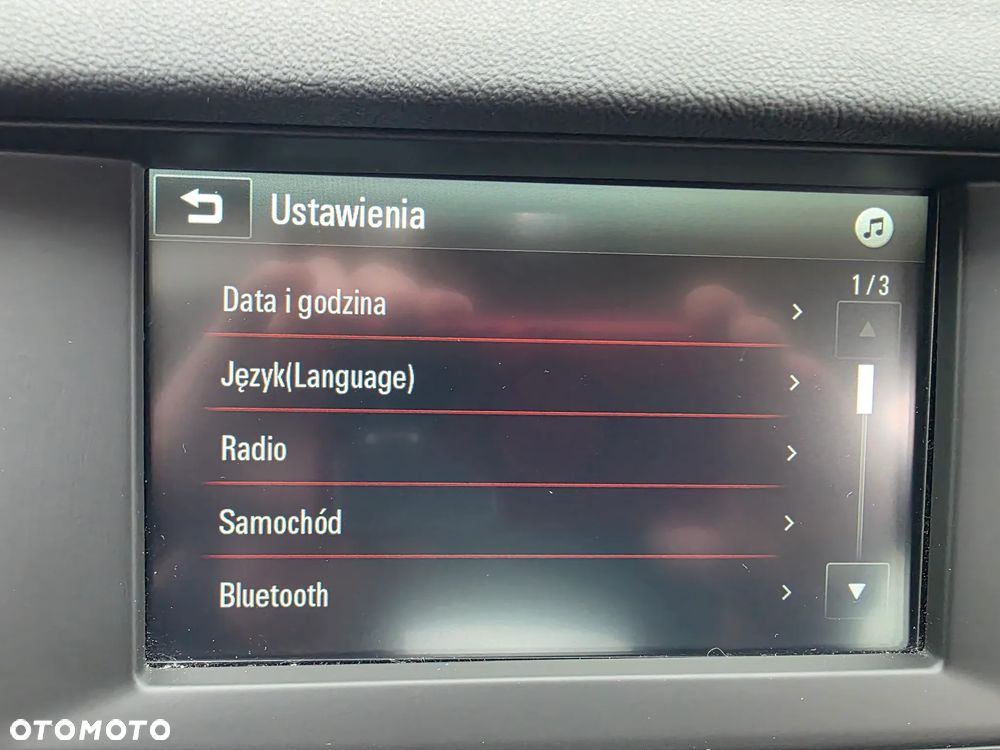 Ustawienia
1/3
Data i godzina
Język(Language)
Radio
Samochód
Bluetooth
OTOMOTO